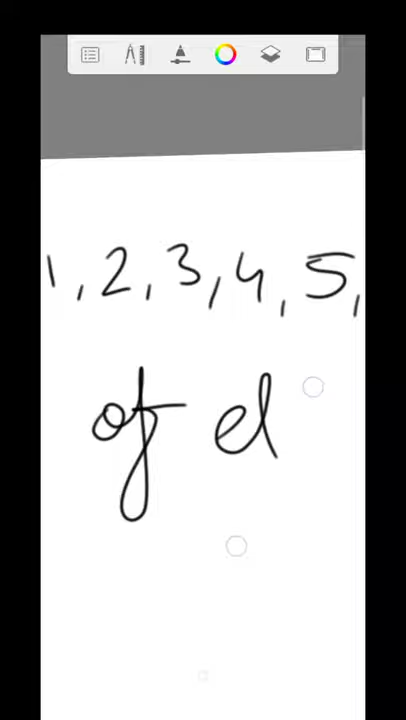 1, 2, 3, 4, 5,
of el